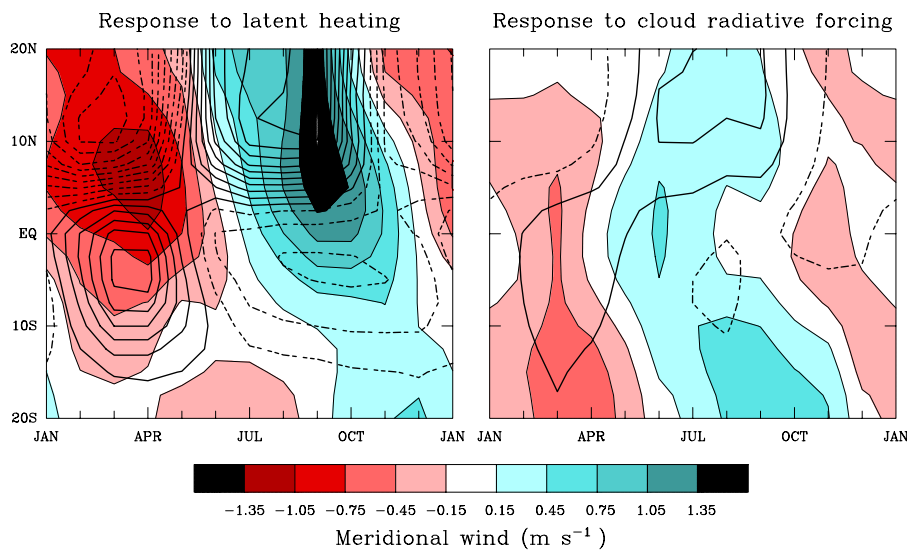 Response to latent heating
Response to cloud radiative forcing
20N
10N
EQ
10S
20S
JAN APR JUL OCT JAN
JAN APR JUL OCT JAN
−1.35 −1.05 −0.75 −0.45 −0.15 0.15 0.45 0.75 1.05 1.35
Meridional wind (m s⁻¹)